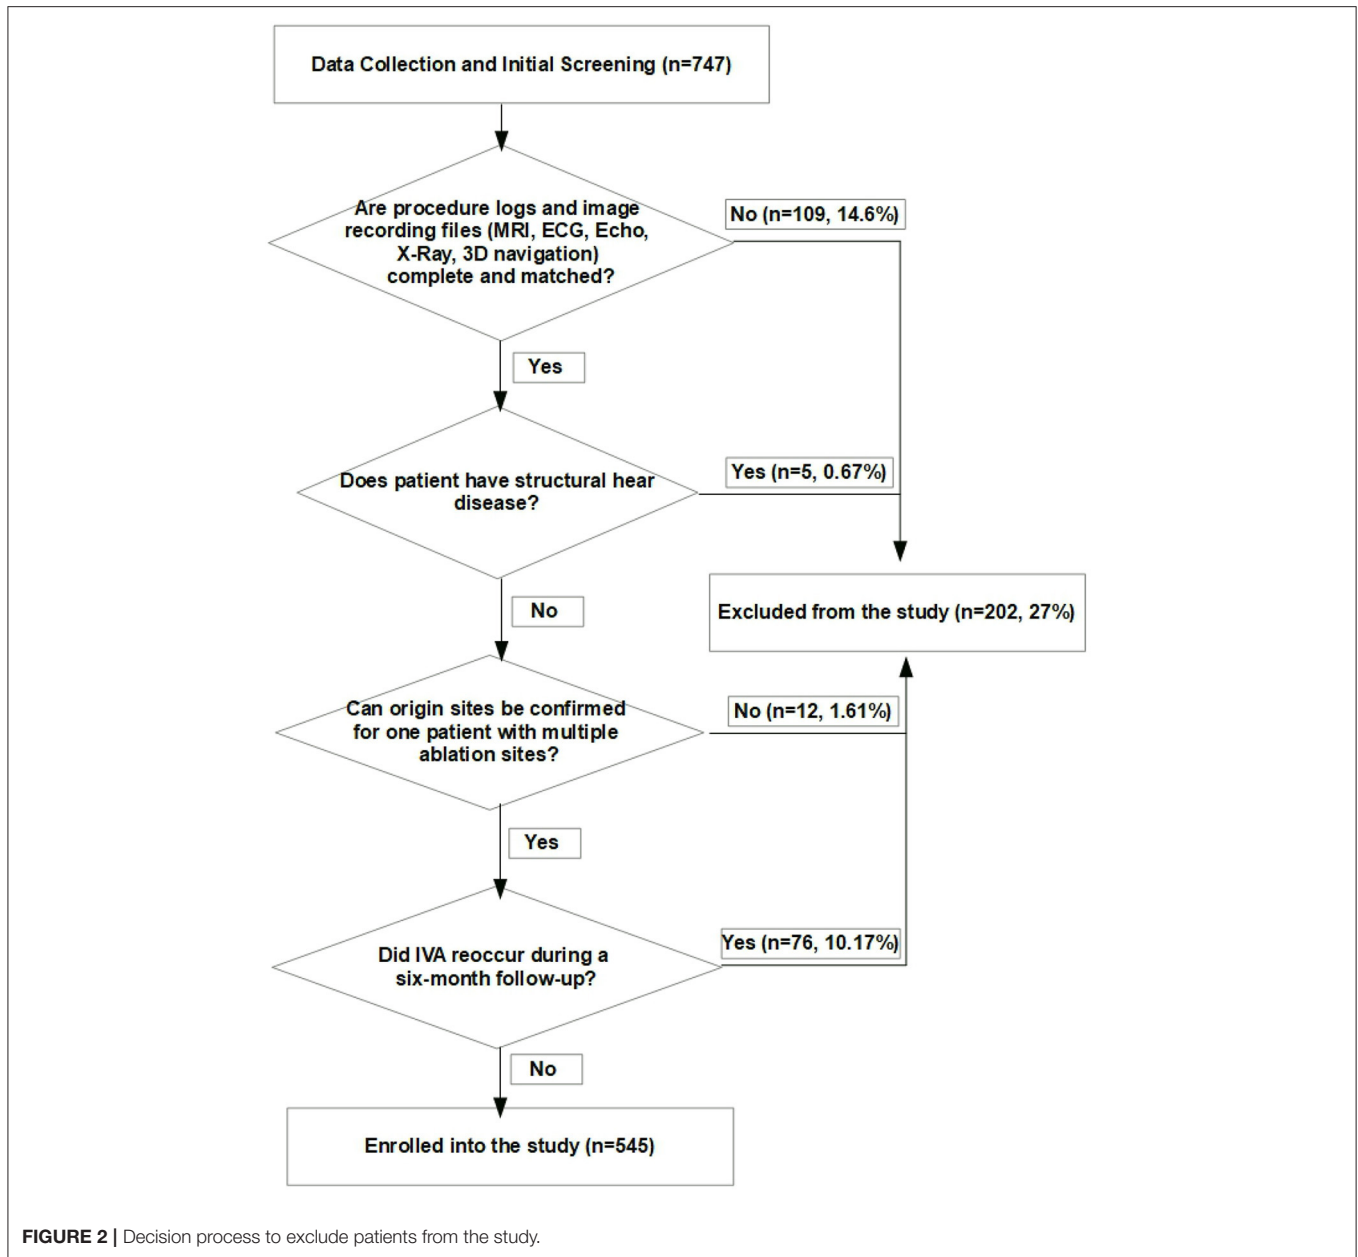 Data Collection and Initial Screening (n=747)
Are procedure logs and image
recording files (MRI, ECG, Echo,
X-Ray, 3D navigation)
complete and matched?
No (n=109, 14.6%)
Yes
Does patient have structural hear
disease?
Yes (n=5, 0.67%)
No
Excluded from the study (n=202, 27%)
Can origin sites be confirmed
for one patient with multiple
ablation sites?
No (n=12, 1.61%)
Yes
Did IVA reoccur during a
six-month follow-up?
Yes (n=76, 10.17%)
No
Enrolled into the study (n=545)
FIGURE 2 | Decision process to exclude patients from the study.